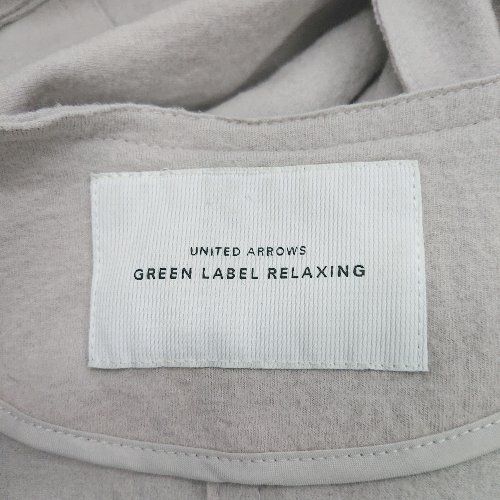 UNITED ARROWS
GREEN LABEL RELAXING